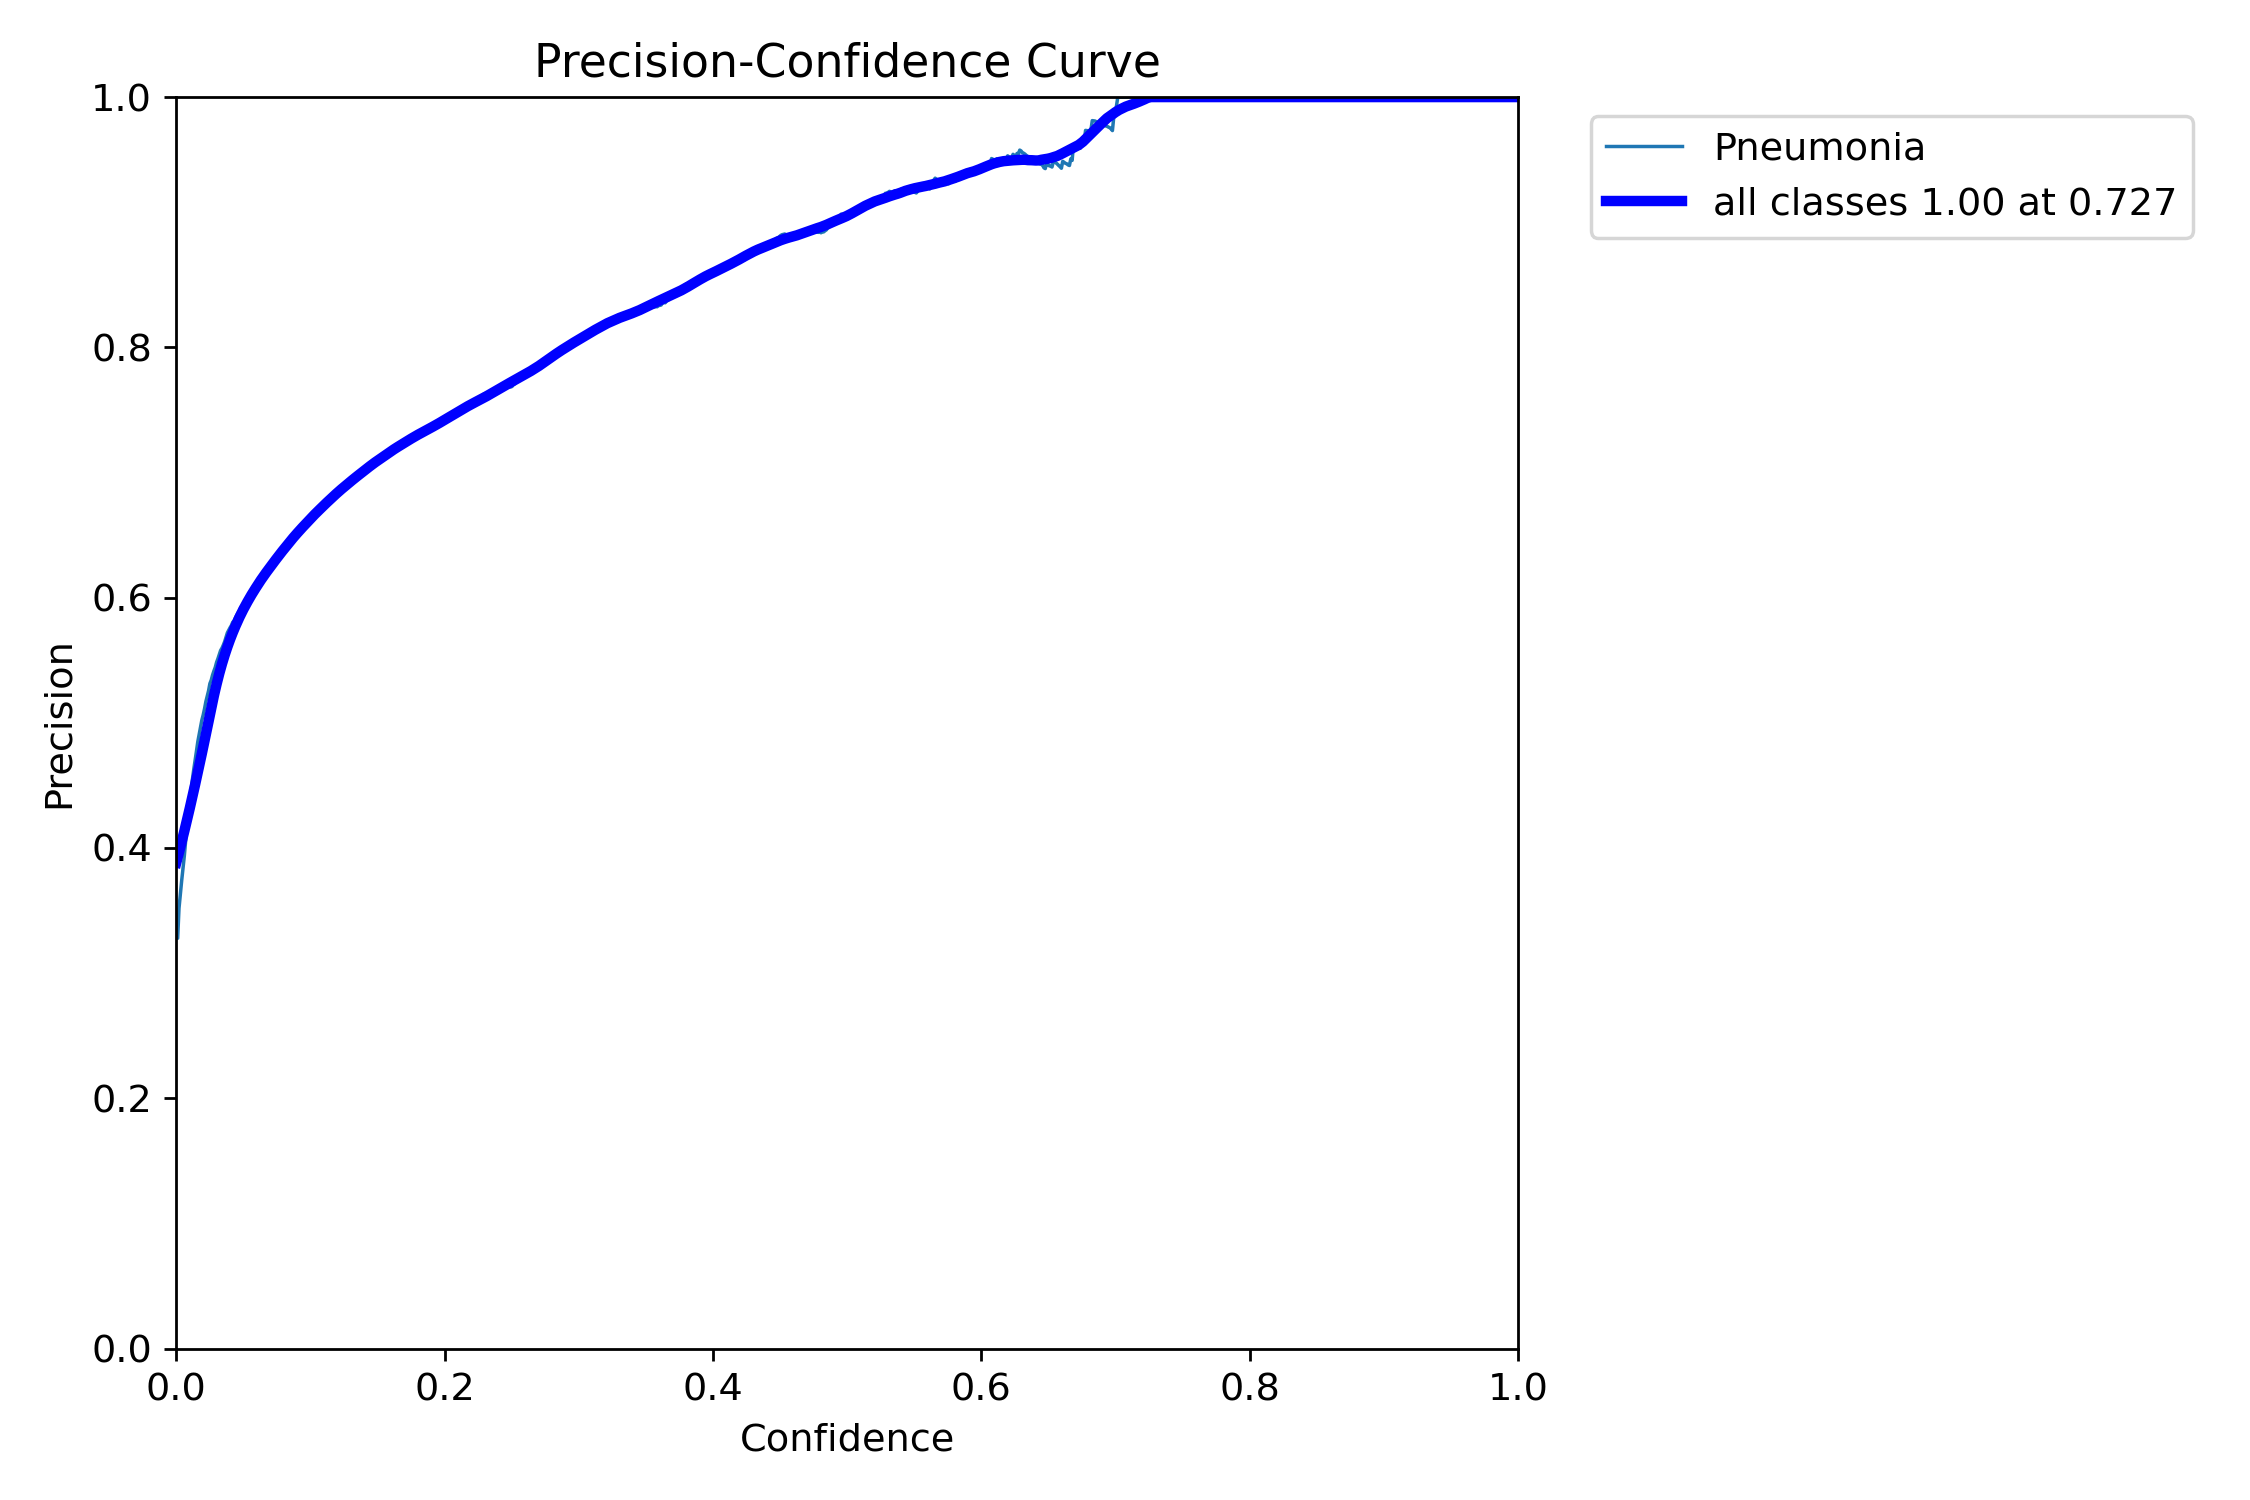 Precision-Confidence Curve
1.0
0.8
0.6
0.4
0.2
0.0
Precision
0.0 0.2 0.4 0.6 0.8 1.0
Confidence
Pneumonia
all classes 1.00 at 0.727